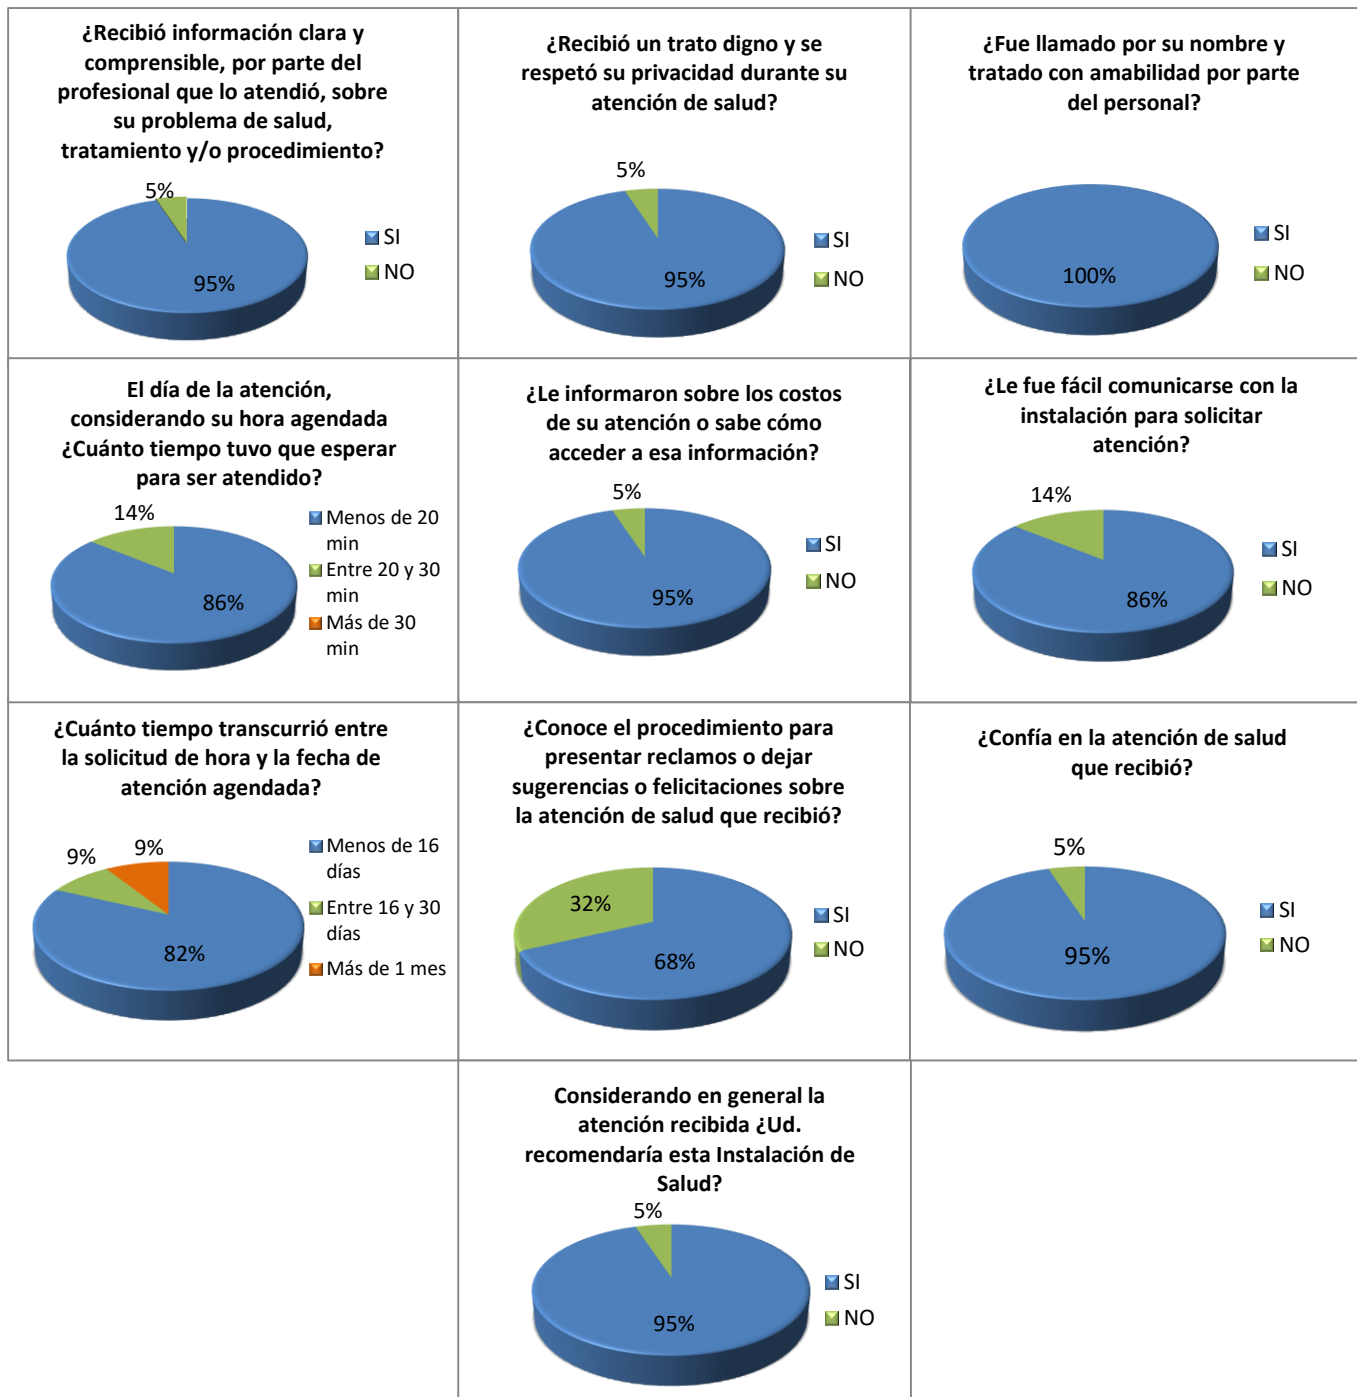 ¿Recibió información clara y
comprensible, por parte del
profesional que lo atendió, sobre
su problema de salud,
tratamiento y/o procedimiento?
5%
95%
SI
NO
¿Recibió un trato digno y se
respetó su privacidad durante su
atención de salud?
5%
95%
SI
NO
¿Fue llamado por su nombre y
tratado con amabilidad por parte
del personal?
100%
SI
NO
El día de la atención,
considerando su hora agendada
¿Cuánto tiempo tuvo que esperar
para ser atendido?
14%
86%
Menos de 20
min
Entre 20 y 30
min
Más de 30
min
¿Le informaron sobre los costos
de su atención o sabe cómo
acceder a esa información?
5%
95%
SI
NO
¿Le fue fácil comunicarse con la
instalación para solicitar
atención?
14%
86%
SI
NO
¿Cuánto tiempo transcurrió entre
la solicitud de hora y la fecha de
atención agendada?
9%
9%
82%
Menos de 16
días
Entre 16 y 30
días
Más de 1 mes
¿Conoce el procedimiento para
presentar reclamos o dejar
sugerencias o felicitaciones sobre
la atención de salud que recibió?
32%
68%
SI
NO
¿Confía en la atención de salud
que recibió?
5%
95%
SI
NO
Considerando en general la
atención recibida ¿Ud.
recomendaría esta Instalación de
Salud?
5%
95%
SI
NO